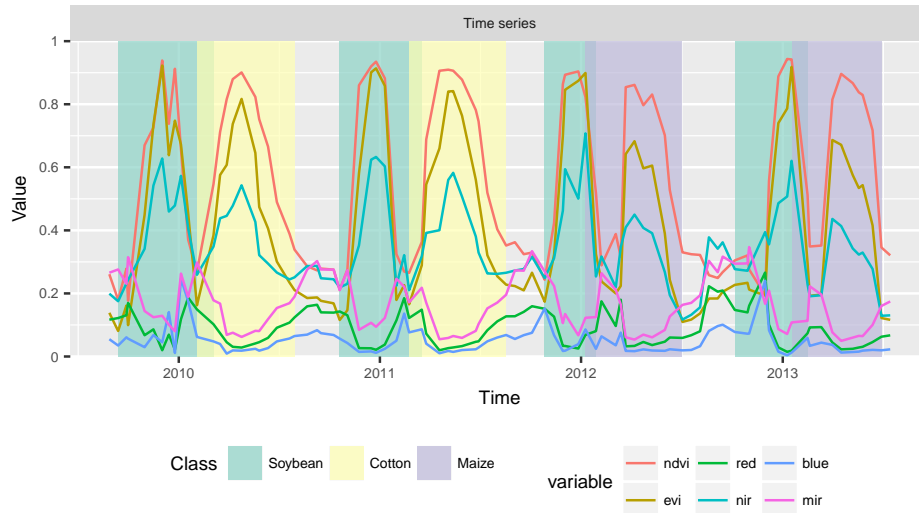 Time series
1
0.8
0.6
0.4
0.2
0
Value
2010 2011 2012 2013
Time
Class Soybean Cotton Maize
variable
ndvi red blue
evi nir mir